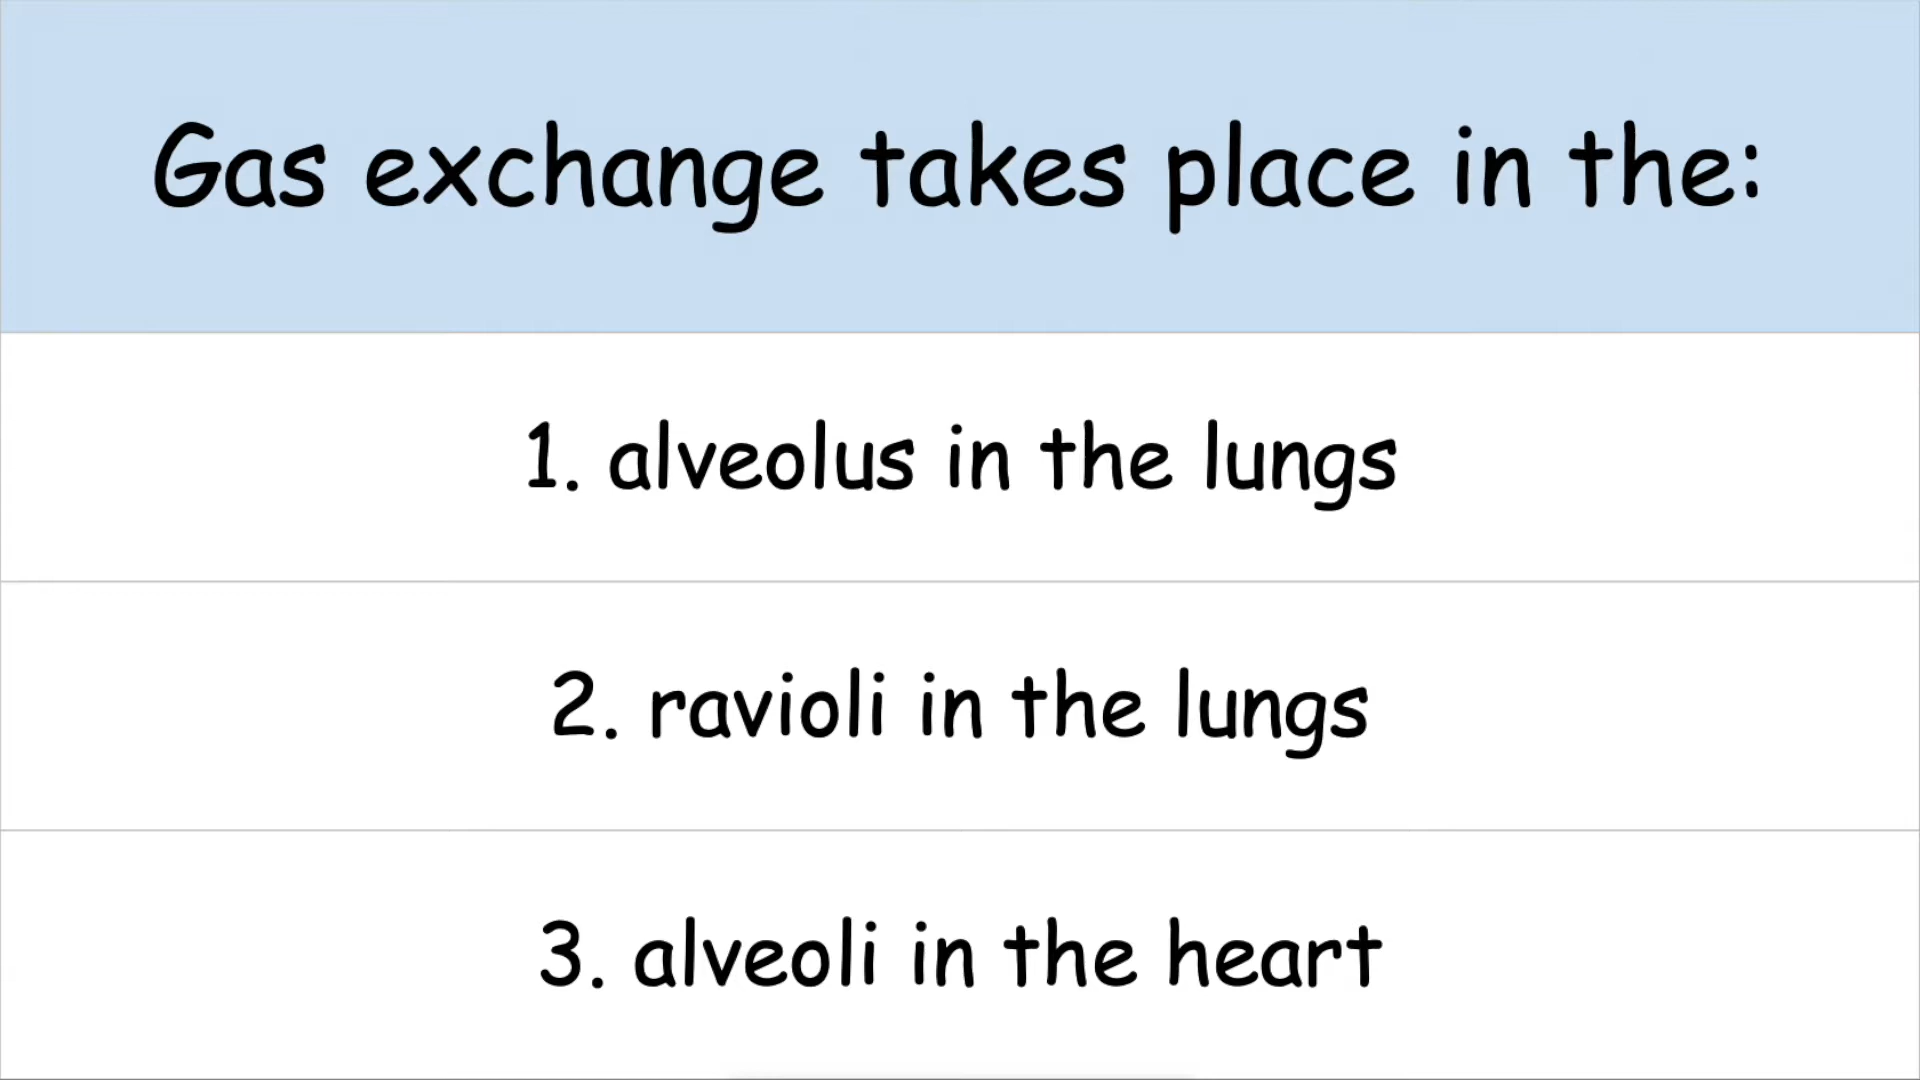 Gas exchange takes place in the:
1. alveolus in the lungs
2. ravioli in the lungs
3. alveoli in the heart